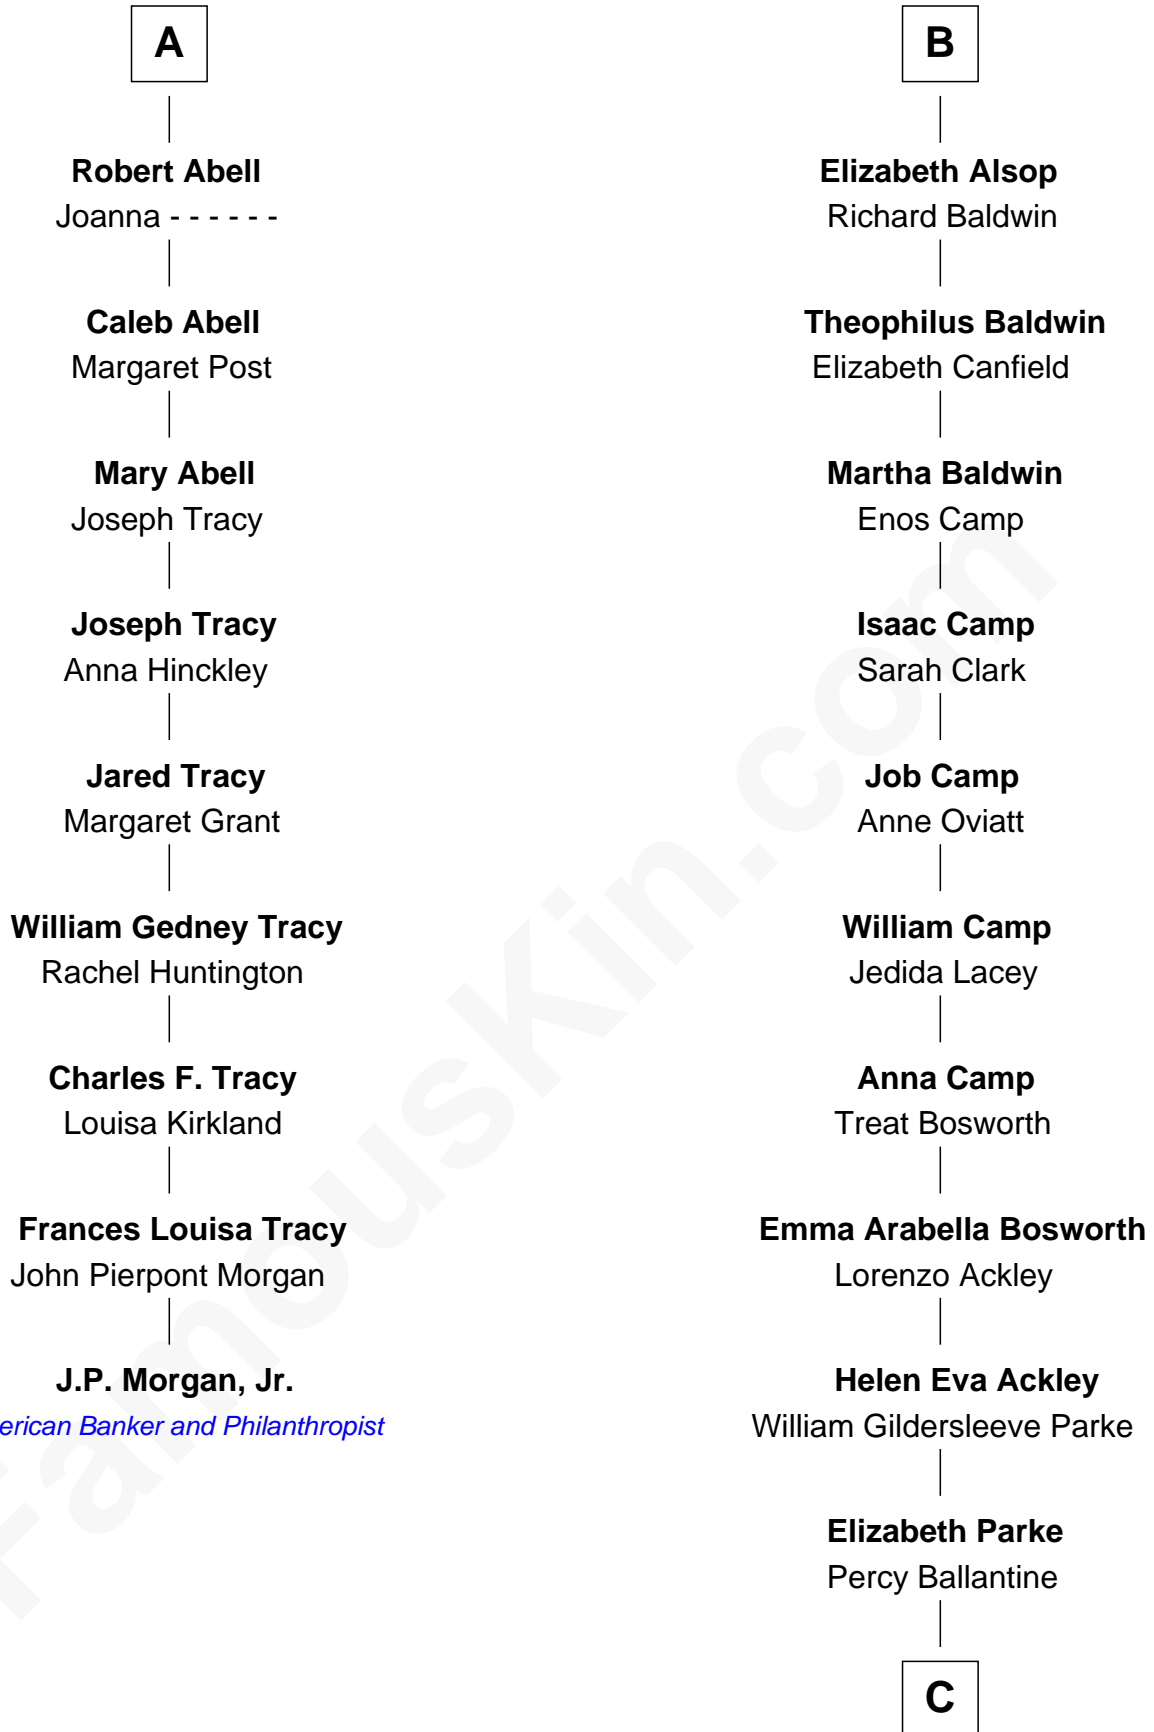 A
Robert Abell
Joanna - - - - - -
Caleb Abell
Margaret Post
Mary Abell
Joseph Tracy
Joseph Tracy
Anna Hinckley
Jared Tracy
Margaret Grant
William Gedney Tracy
Rachel Huntington
Charles F. Tracy
Louisa Kirkland
Frances Louisa Tracy
John Pierpont Morgan
J.P. Morgan, Jr.
erican Banker and Philanthropist
B
Elizabeth Alsop
Richard Baldwin
Theophilus Baldwin
Elizabeth Canfield
Martha Baldwin
Enos Camp
Isaac Camp
Sarah Clark
Job Camp
Anne Oviatt
William Camp
Jedida Lacey
Anna Camp
Treat Bosworth
Emma Arabella Bosworth
Lorenzo Ackley
Helen Eva Ackley
William Gildersleeve Parke
Elizabeth Parke
Percy Ballantine
C
FamousKin.com